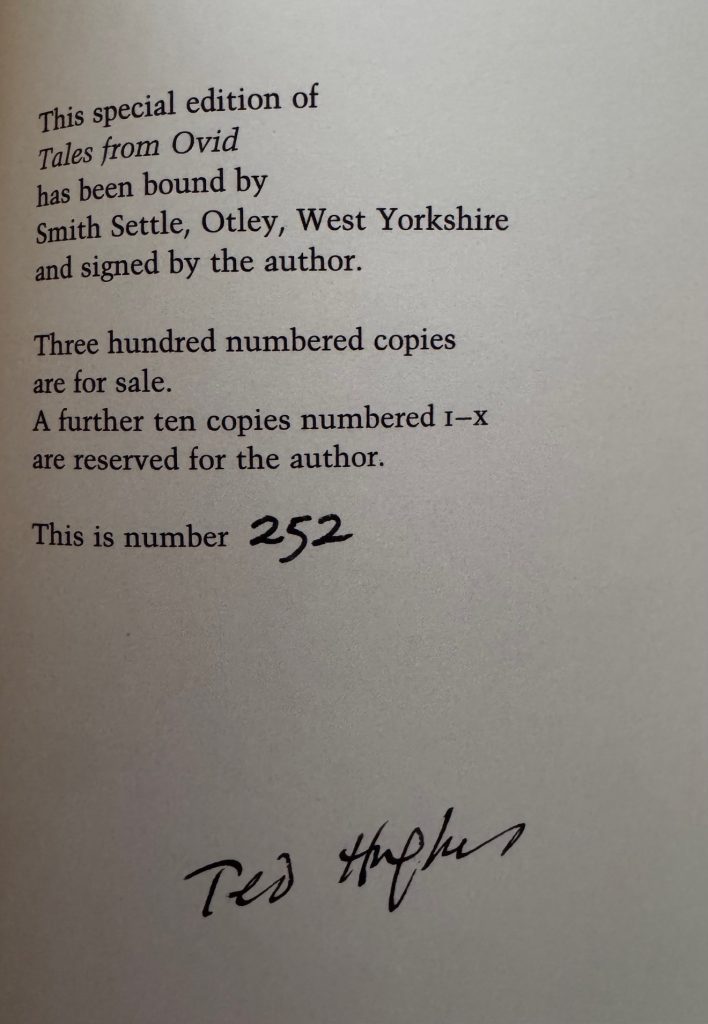 This special edition of
Tales from Ovid
has been bound by
Smith Settle, Otley, West Yorkshire
and signed by the author.
Three hundred numbered copies
are for sale.
A further ten copies numbered I–X
are reserved for the author.
This is number 252
Ted Hughes